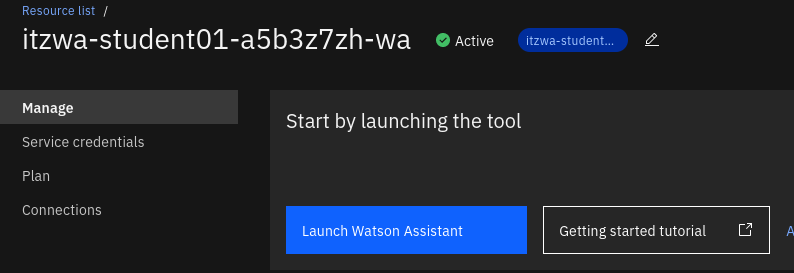 Resource list /
itzwa-student01-a5b3z7zh-wa
Active
itzwa-student...
Manage
Service credentials
Plan
Connections
Start by launching the tool
Launch Watson Assistant
Getting started tutorial
A